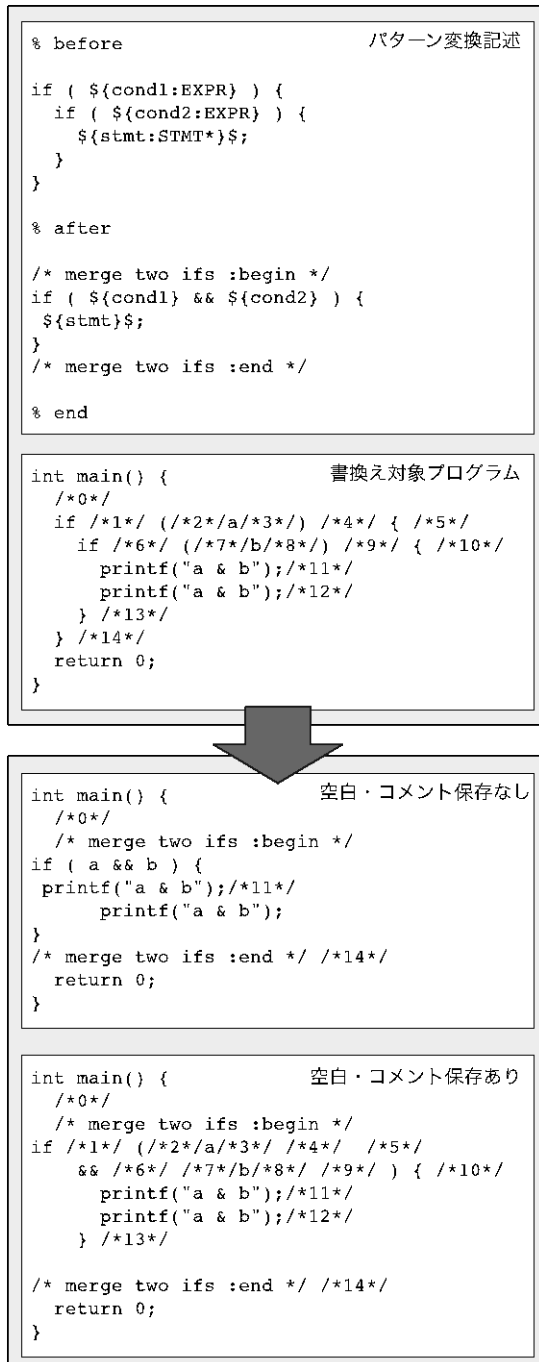 % before パターン変換記述
if ( ${cond1:EXPR} ) {
if ( ${cond2:EXPR} ) {
${stmt:STMT*}$;
}
}
% after
/* merge two ifs :begin */
if ( ${cond1} && ${cond2} ) {
${stmt}$;
}
/* merge two ifs :end */
% end
int main() { 書換え対象プログラム
/*0*/
if /*1*/ (/*2*/a/*3*/) /*4*/ { /*5*/
if /*6*/ (/*7*/b/*8*/) /*9*/ { /*10*/
printf("a & b");/*11*/
printf("a & b");/*12*/
} /*13*/
} /*14*/
return 0;
}
int main() { 空白・コメント保存なし
/*0*/
/* merge two ifs :begin */
if ( a && b ) {
printf("a & b");/*11*/
printf("a & b");
}
/* merge two ifs :end */ /*14*/
return 0;
}
int main() { 空白・コメント保存あり
/*0*/
/* merge two ifs :begin */
if /*1*/ (/*2*/a/*3*/ /*4*/ /*5*/
&& /*6*/ /*7*/b/*8*/ /*9*/ ) { /*10*/
printf("a & b");/*11*/
printf("a & b");/*12*/
} /*13*/
/* merge two ifs :end */ /*14*/
return 0;
}